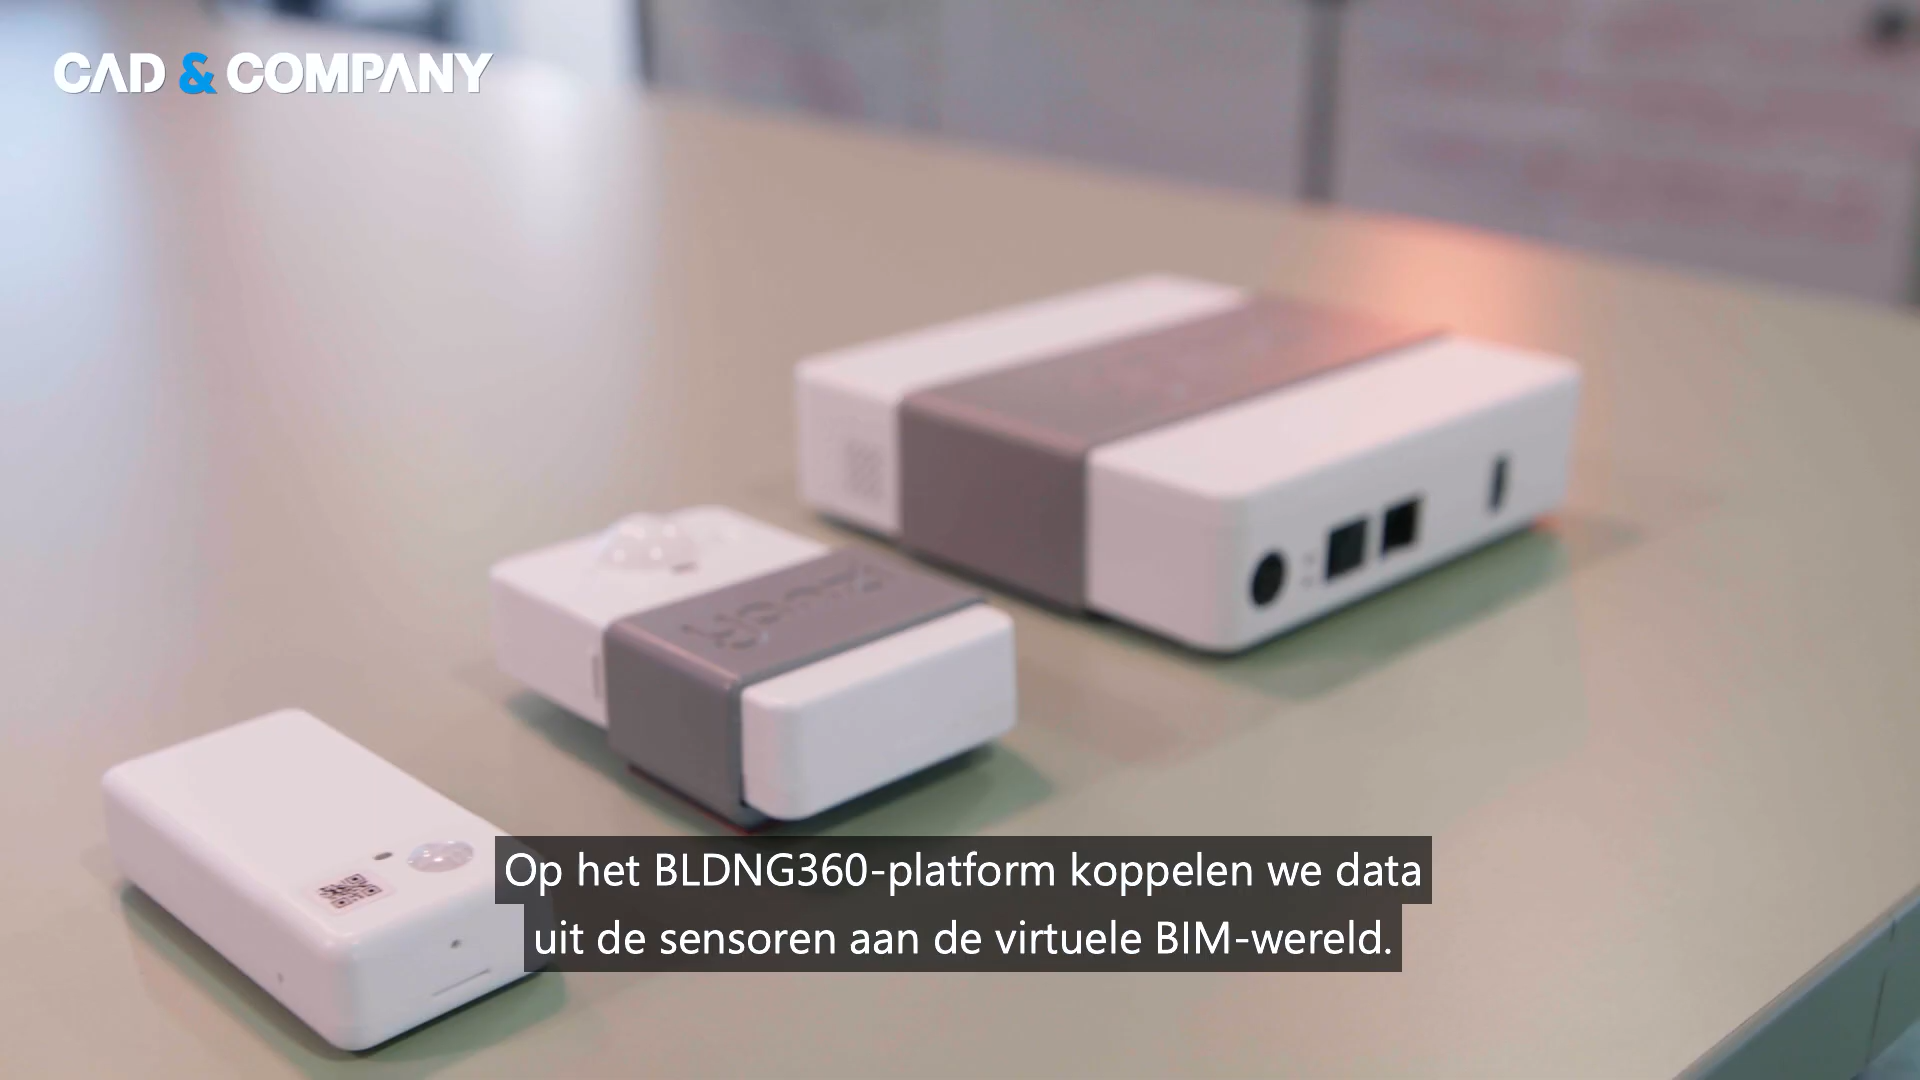 CAD & COMPANY
Op het BLDNG360-platform koppelen we data
uit de sensoren aan de virtuele BIM-wereld.